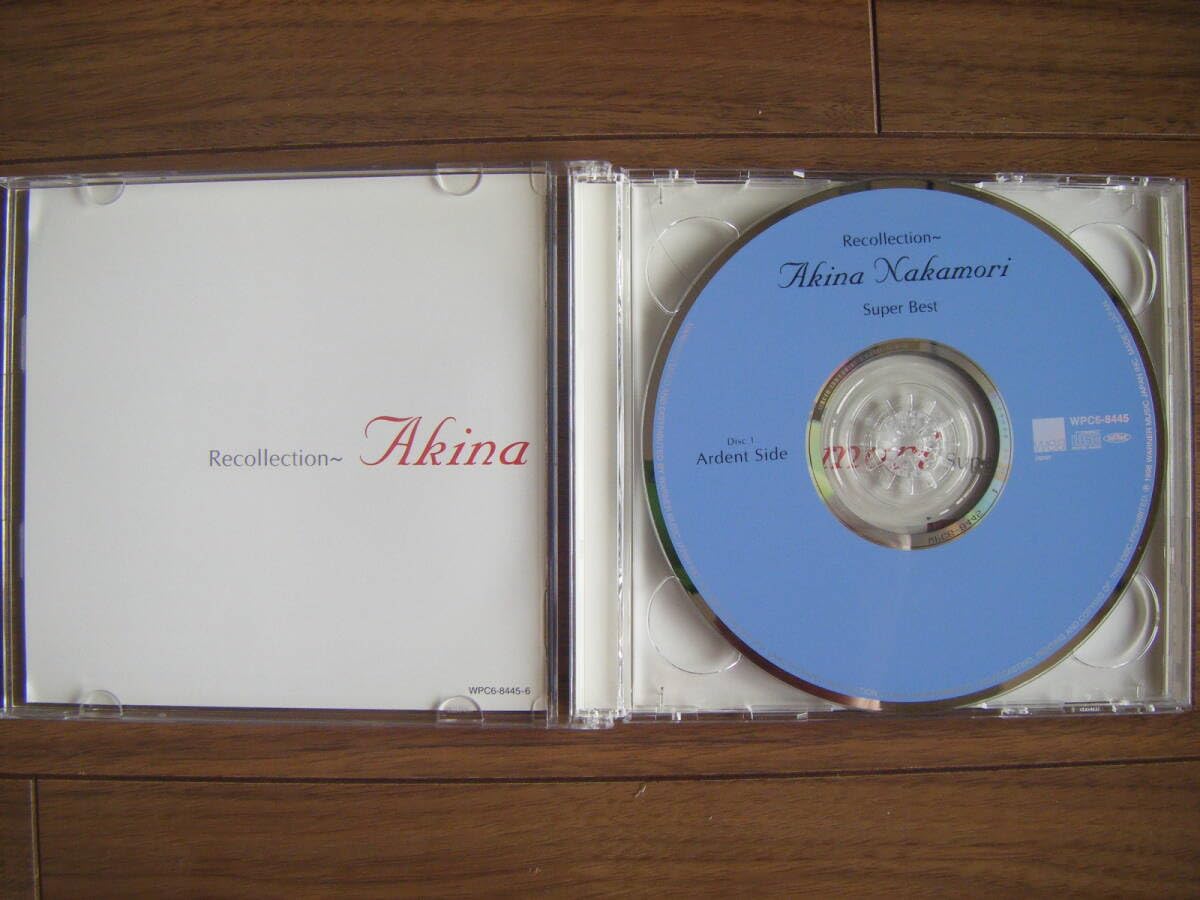 Recollection~ Akina
WPC6-8445-6
Recollection~
Akina Nakamori
Super Best
Disc 1
Ardent Side
WPC6-8445
mori Supe